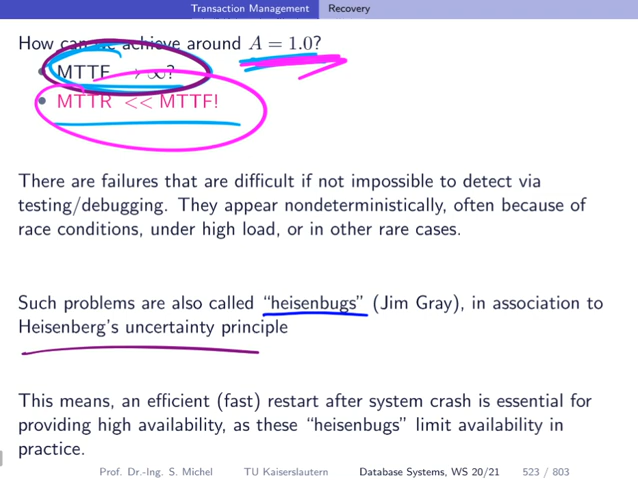 Transaction Management Recovery
How can we achieve around A = 1.0?
• MTTF → ∞?
• MTTR << MTTF!
There are failures that are difficult if not impossible to detect via
testing/debugging. They appear nondeterministically, often because of
race conditions, under high load, or in other rare cases.
Such problems are also called “heisenbugs” (Jim Gray), in association to
Heisenberg’s uncertainty principle
This means, an efficient (fast) restart after system crash is essential for
providing high availability, as these “heisenbugs” limit availability in
practice.
Prof. Dr.-Ing. S. Michel TU Kaiserslautern Database Systems, WS 20/21 523 / 803